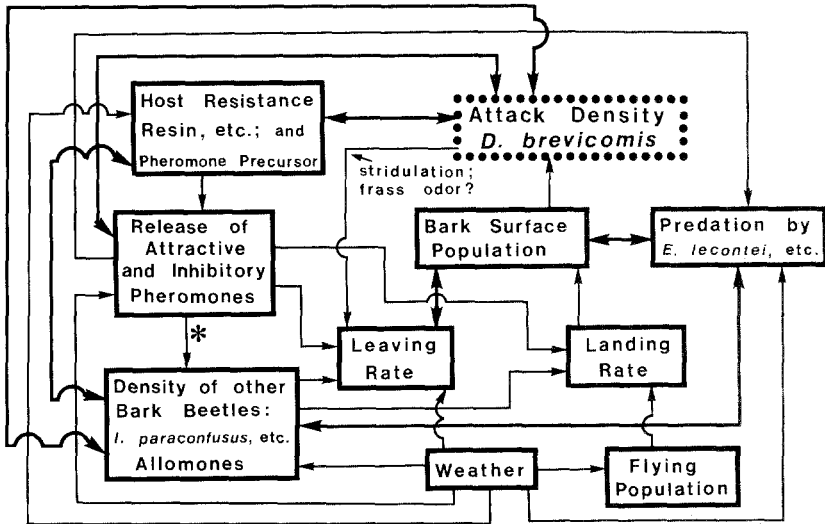 Host Resistance
Resin, etc.; and
Pheromone Precursor
Attack Density
D. brevicomis
stridulation;
frass odor?
Release of
Attractive
and Inhibitory
Pheromones
Bark Surface
Population
Predation by
E. lecontei, etc.
*
Leaving
Rate
Landing
Rate
Density of other
Bark Beetles:
I. paraconfusus, etc.
Allomones
Weather
Flying
Population